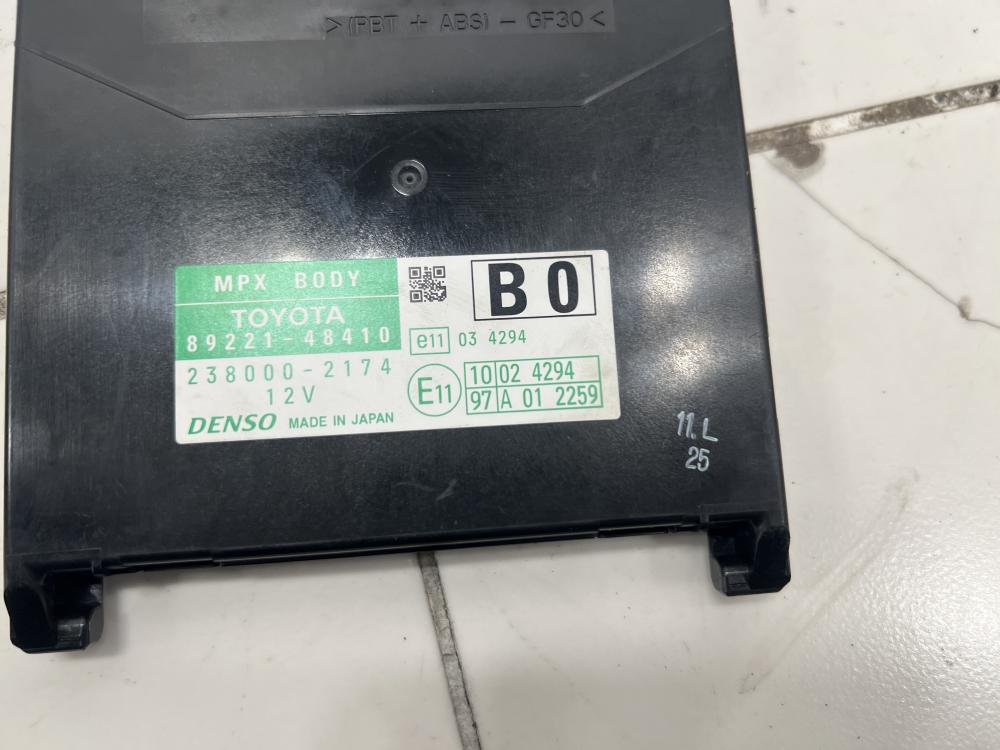 >(PBT + ABS) - GF30<
MPX BODY
TOYOTA
89221-48410
238000-2174
12V
DENSO MADE IN JAPAN
B0
e11 03 4294
E11
10 02 4294
97 A 01 2259
11.L
25